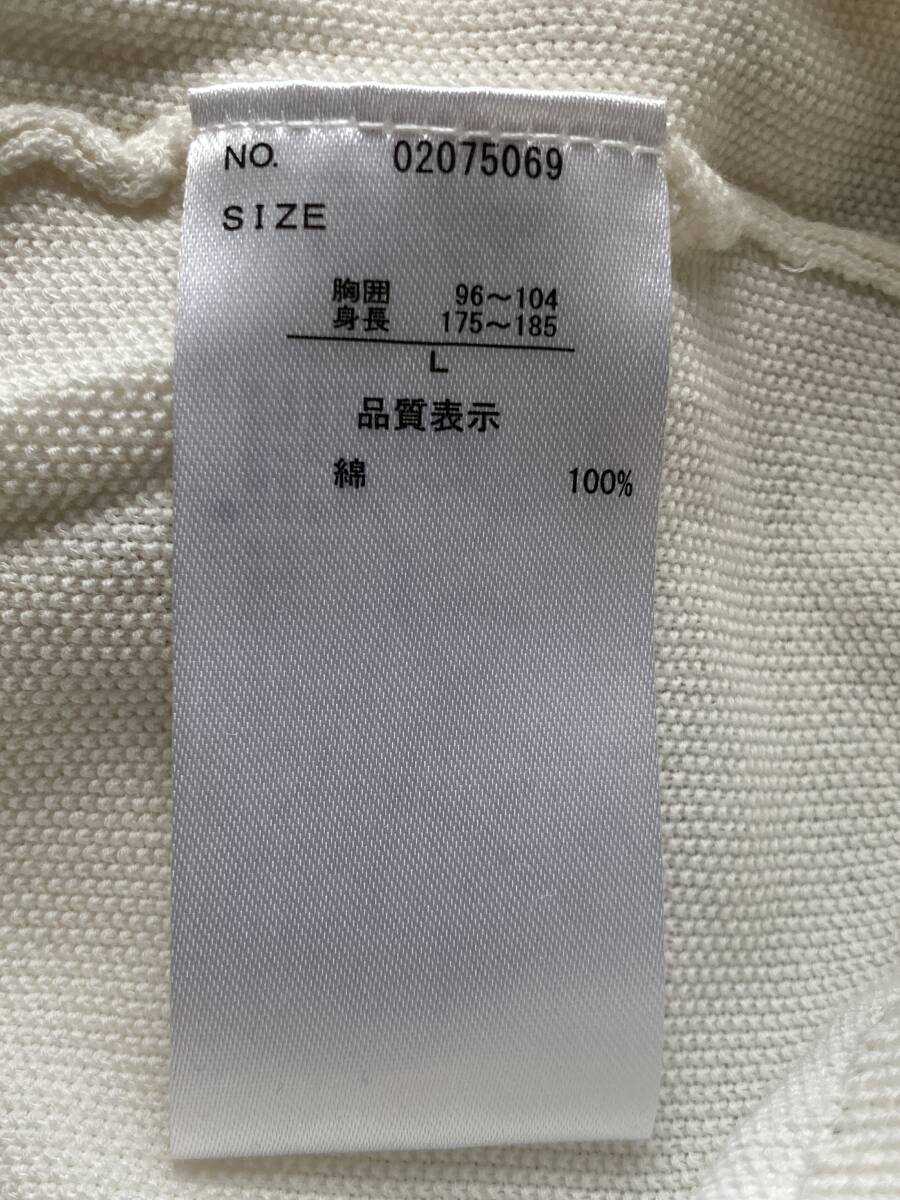 NO. 02075069
SIZE
胸囲 96～104
身長 175～185
L
品質表示
綿 100%